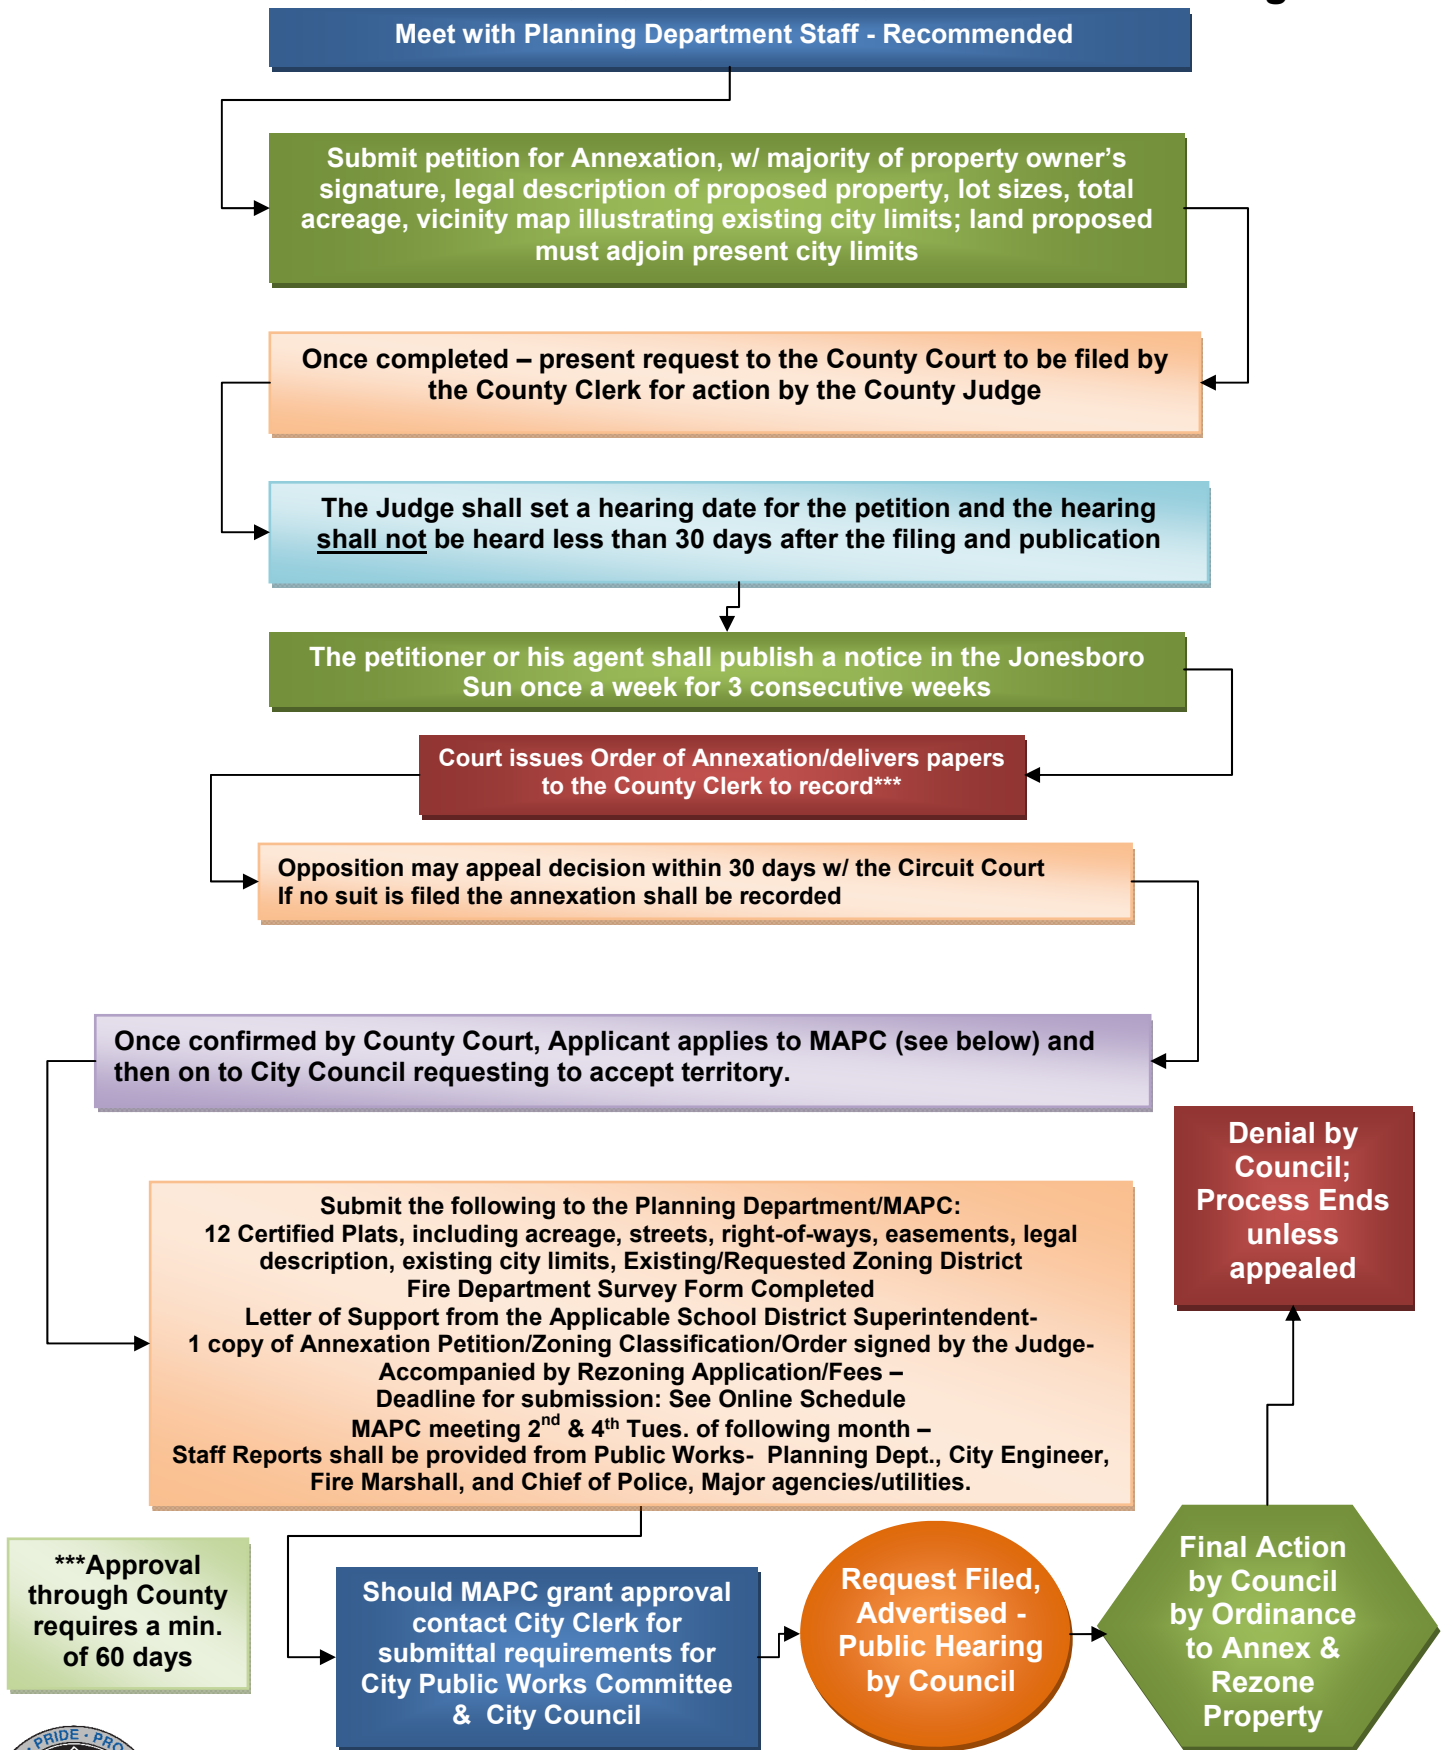 Meet with Planning Department Staff - Recommended
Submit petition for Annexation, w/ majority of property owner's
signature, legal description of proposed property, lot sizes, total
acreage, vicinity map illustrating existing city limits; land proposed
must adjoin present city limits
Once completed – present request to the County Court to be filed by
the County Clerk for action by the County Judge
The Judge shall set a hearing date for the petition and the hearing
shall not be heard less than 30 days after the filing and publication
The petitioner or his agent shall publish a notice in the Jonesboro
Sun once a week for 3 consecutive weeks
Court issues Order of Annexation/delivers papers
to the County Clerk to record***
Opposition may appeal decision within 30 days w/ the Circuit Court
If no suit is filed the annexation shall be recorded
Once confirmed by County Court, Applicant applies to MAPC (see below) and
then on to City Council requesting to accept territory.
Denial by
Council;
Process Ends
unless
appealed
Submit the following to the Planning Department/MAPC:
12 Certified Plats, including acreage, streets, right-of-ways, easements, legal
description, existing city limits, Existing/Requested Zoning District
Fire Department Survey Form Completed
Letter of Support from the Applicable School District Superintendent-
1 copy of Annexation Petition/Zoning Classification/Order signed by the Judge-
Accompanied by Rezoning Application/Fees –
Deadline for submission: See Online Schedule
MAPC meeting 2nd & 4th Tues. of following month –
Staff Reports shall be provided from Public Works- Planning Dept., City Engineer,
Fire Marshall, and Chief of Police, Major agencies/utilities.
***Approval
through County
requires a min.
of 60 days
Should MAPC grant approval
contact City Clerk for
submittal requirements for
City Public Works Committee
& City Council
Request Filed,
Advertised -
Public Hearing
by Council
Final Action
by Council
by Ordinance
to Annex &
Rezone
Property
PRIDE - PRO